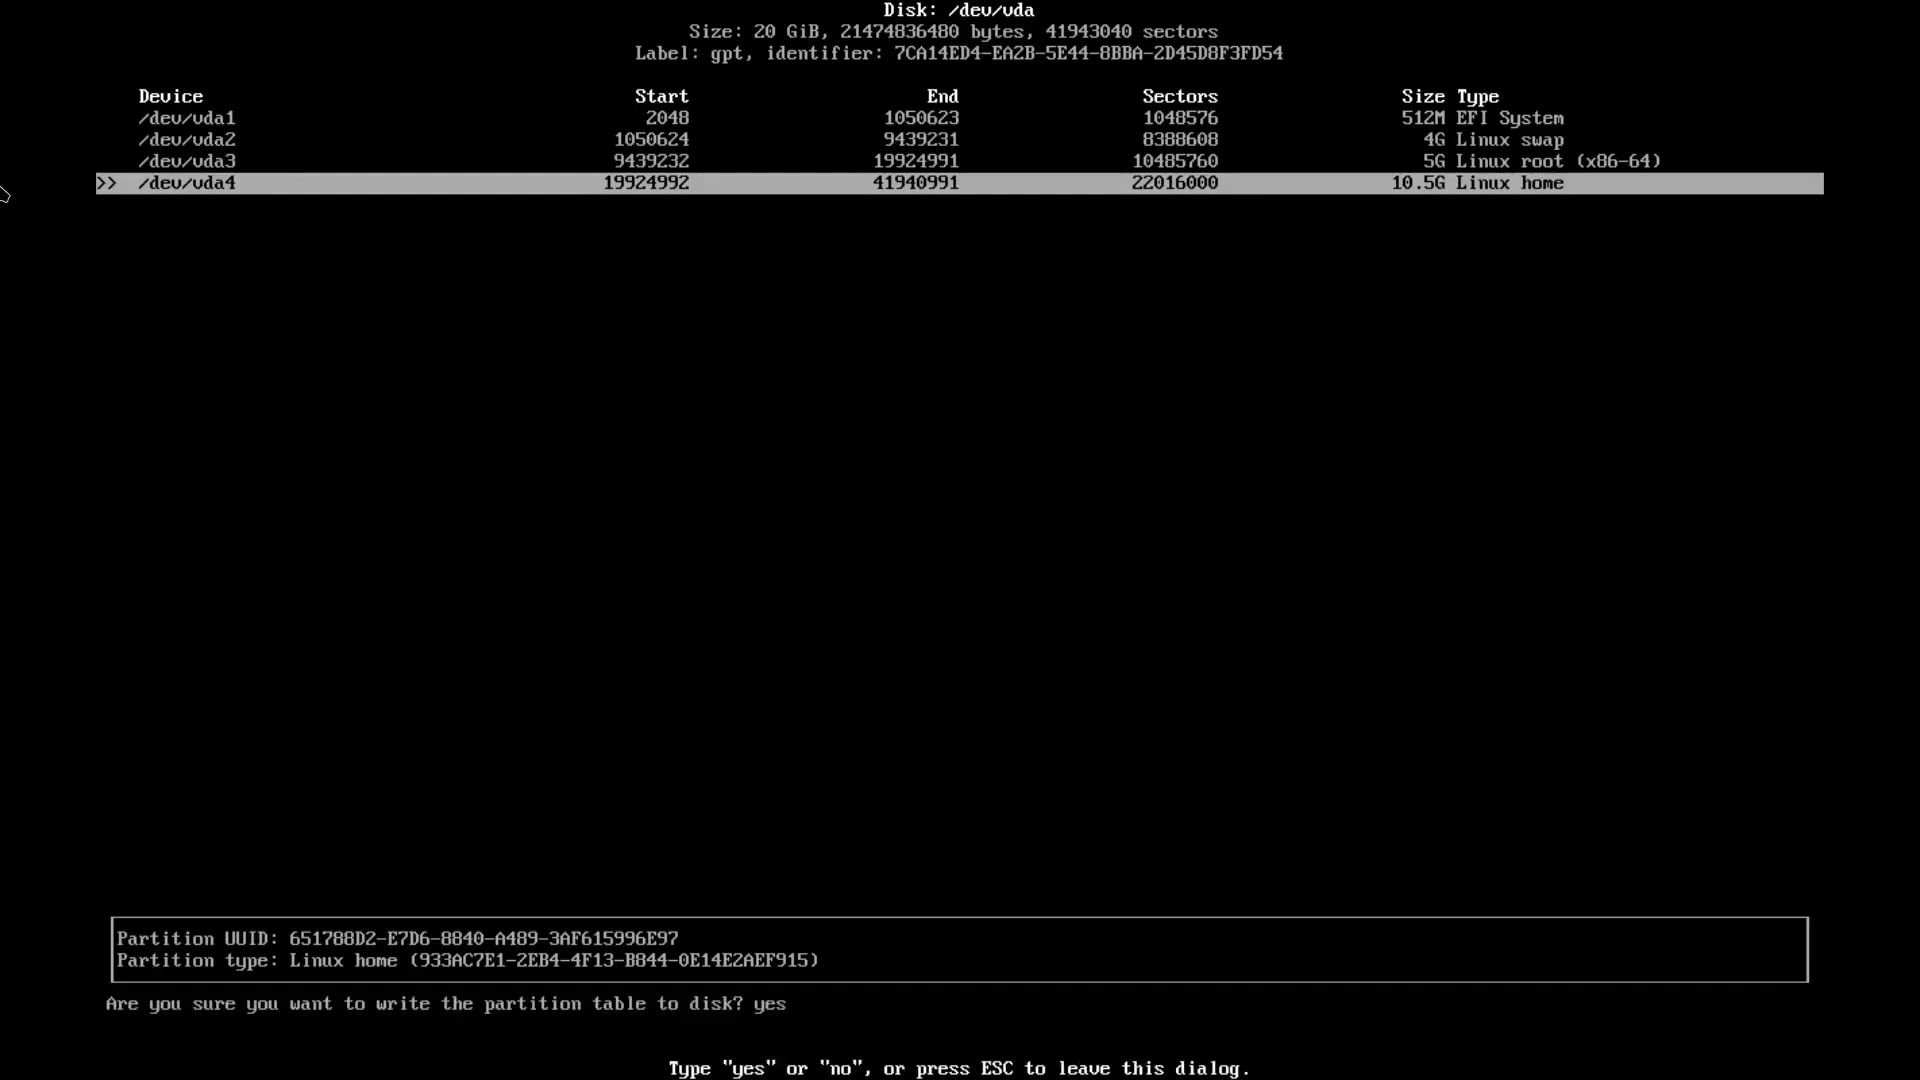 Disk: /dev/vda
Size: 20 GiB, 21474836480 bytes, 41943040 sectors
Label: gpt, identifier: 7CA14ED4-EA2B-5E44-8BBA-2D45D8F3FD54
Device Start End Sectors Size Type
/dev/vda1 2048 1050623 1048576 512M EFI System
/dev/vda2 1050624 9439231 8388608 4G Linux swap
/dev/vda3 9439232 19924991 10485760 5G Linux root (x86-64)
>> /dev/vda4 19924992 41940991 22016000 10.5G Linux home
Partition UUID: 651788D2-E7D6-8840-A489-3AF615996E97
Partition type: Linux home (933AC7E1-2EB4-4F13-B844-0E14E2AEF915)
Are you sure you want to write the partition table to disk? yes
Type "yes" or "no", or press ESC to leave this dialog.